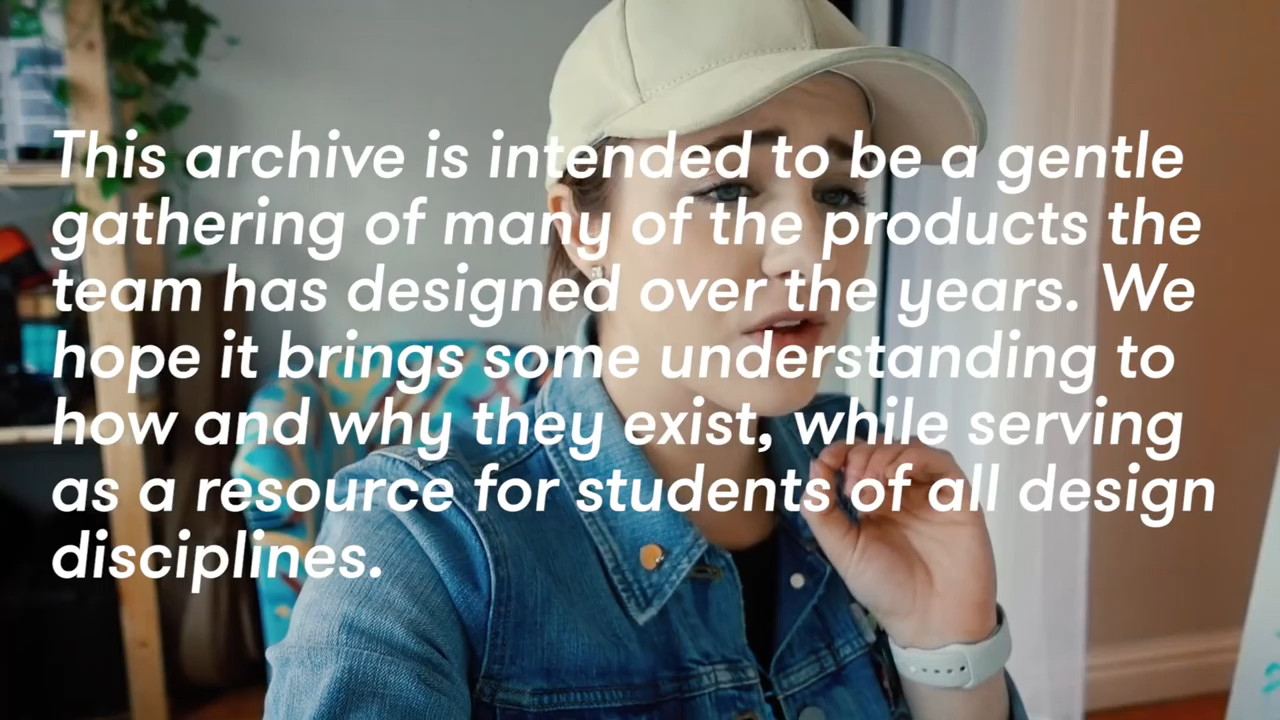 This archive is intended to be a gentle
gathering of many of the products the
team has designed over the years. We
hope it brings some understanding to
how and why they exist, while serving
as a resource for students of all design
disciplines.